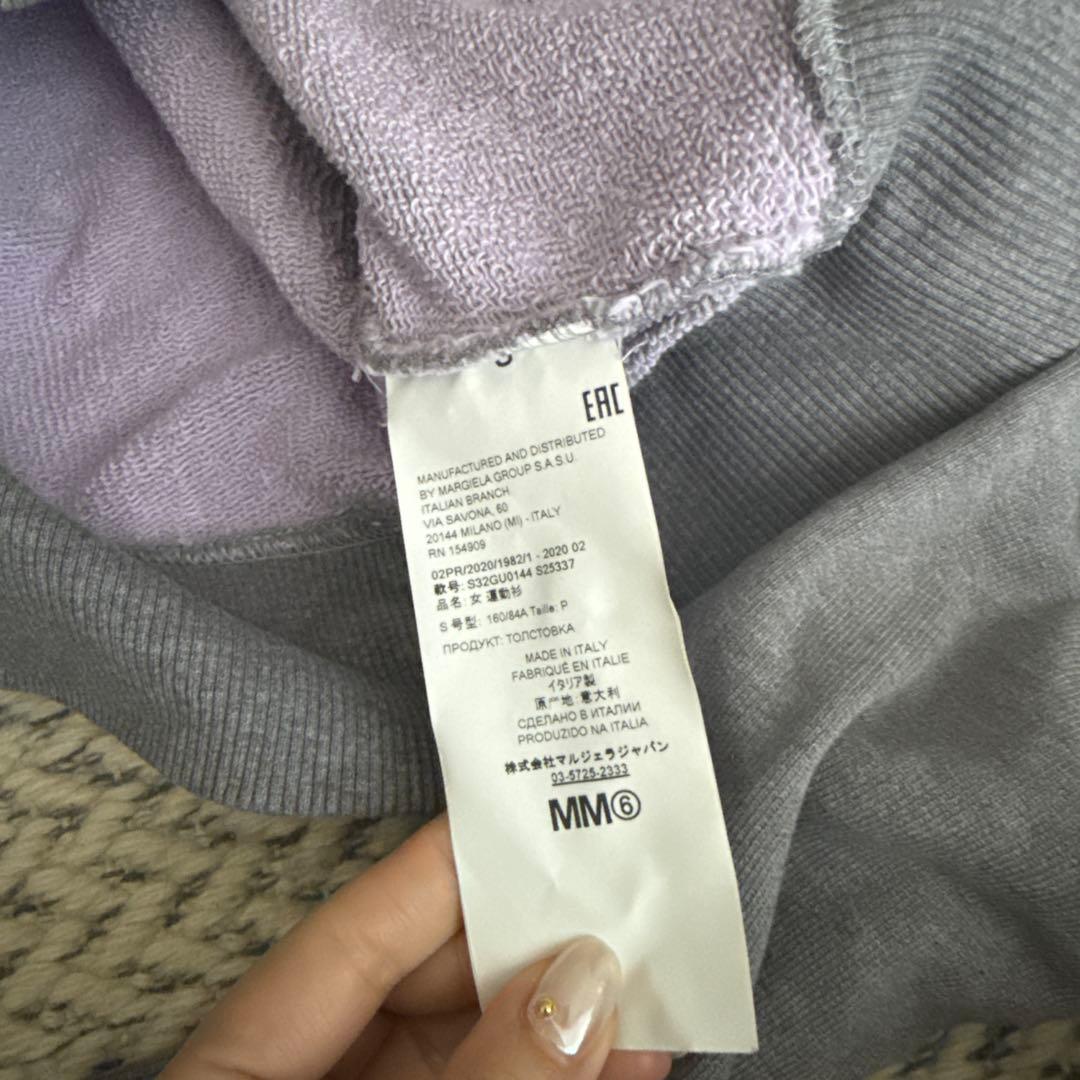 S
EAC
MANUFACTURED AND DISTRIBUTED
BY MARGIELA GROUP S.A.S.U.
ITALIAN BRANCH
VIA SAVONA, 60
20144 MILANO (MI) - ITALY
RN 154909
02PR/2020/1982/1 - 2020 02
款号: S32GU0144 S25337
品名: 女 運動衫
S 号型: 160/84A Taille: P
ПРОДУКТ: ТОЛСТОВКА
MADE IN ITALY
FABRIQUÉ EN ITALIE
イタリア製
原产地:意大利
СДЕЛАНО В ИТАЛИИ
PRODUZIDO NA ITALIA
株式会社マルジェラジャパン
03-5725-2333
MM⑥